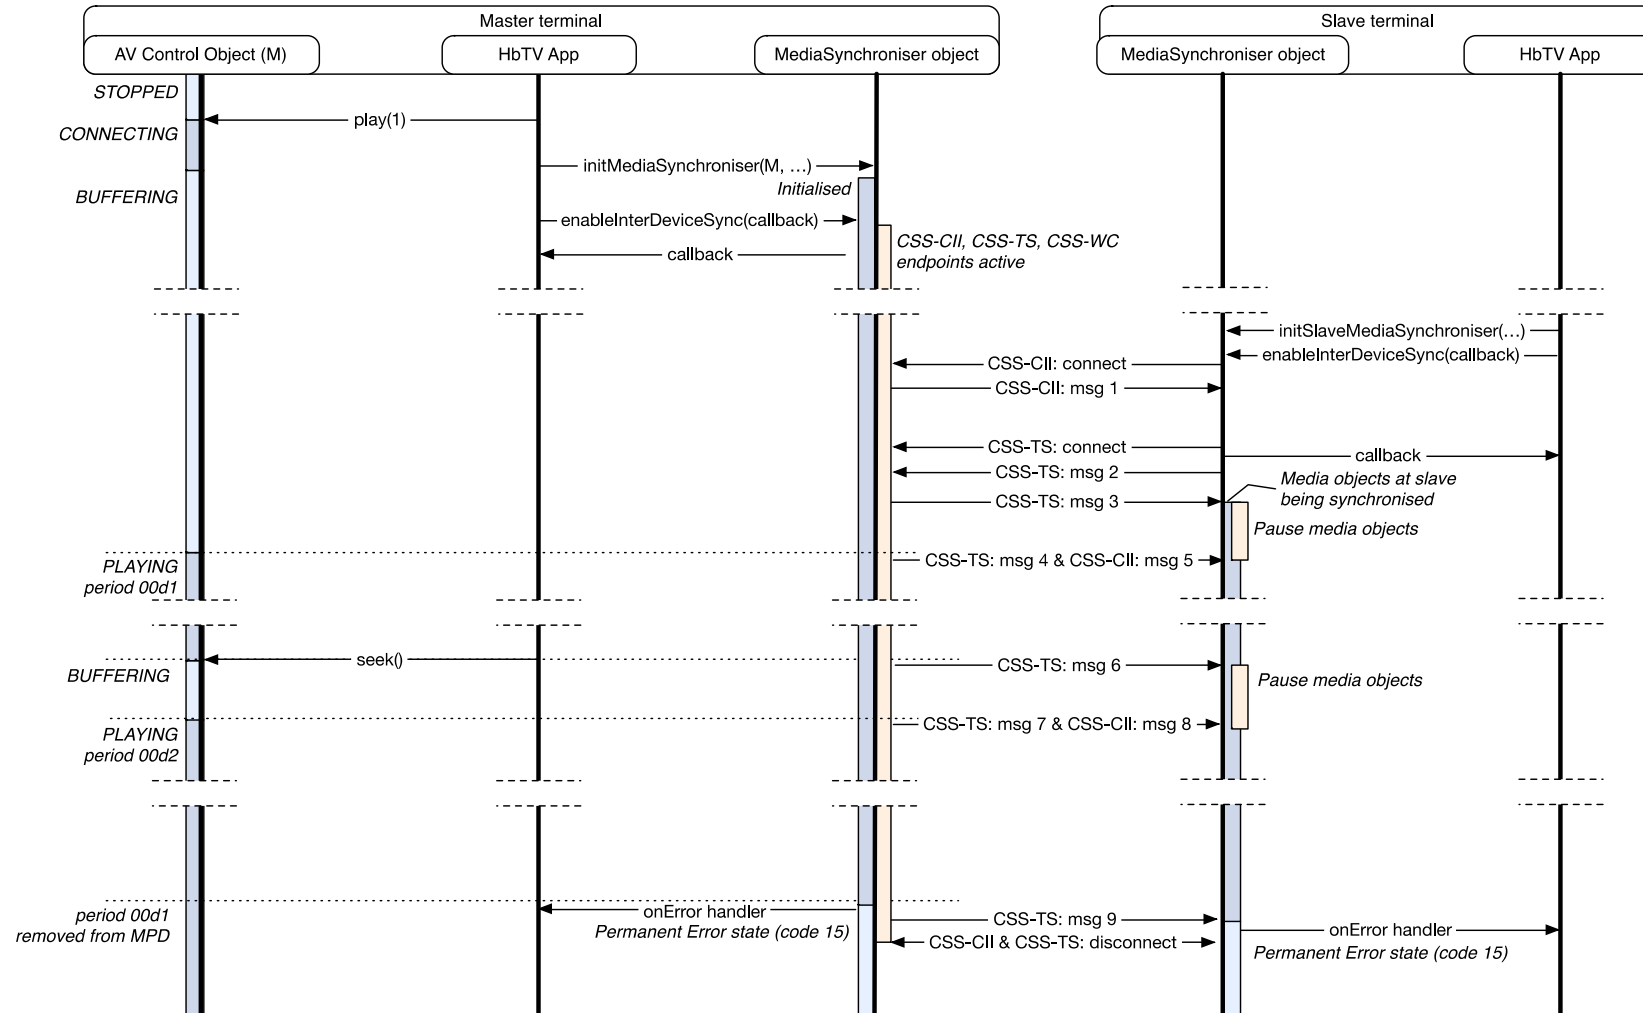 Master terminal
Slave terminal
AV Control Object (M)
HbTV App
MediaSynchroniser object
MediaSynchroniser object
HbTV App
STOPPED
play(1)
CONNECTING
initMediaSynchroniser(M, …)
BUFFERING
Initialised
enableInterDeviceSync(callback)
CSS-CII, CSS-TS, CSS-WC
endpoints active
callback
initSlaveMediaSynchroniser(…)
enableInterDeviceSync(callback)
CSS-CII: connect
CSS-CII: msg 1
CSS-TS: connect
callback
CSS-TS: msg 2
Media objects at slave
being synchronised
CSS-TS: msg 3
Pause media objects
CSS-TS: msg 4 & CSS-CII: msg 5
PLAYING
period 00d1
seek()
CSS-TS: msg 6
BUFFERING
Pause media objects
CSS-TS: msg 7 & CSS-CII: msg 8
PLAYING
period 00d2
period 00d1
removed from MPD
onError handler
Permanent Error state (code 15)
CSS-TS: msg 9
CSS-CII & CSS-TS: disconnect
onError handler
Permanent Error state (code 15)